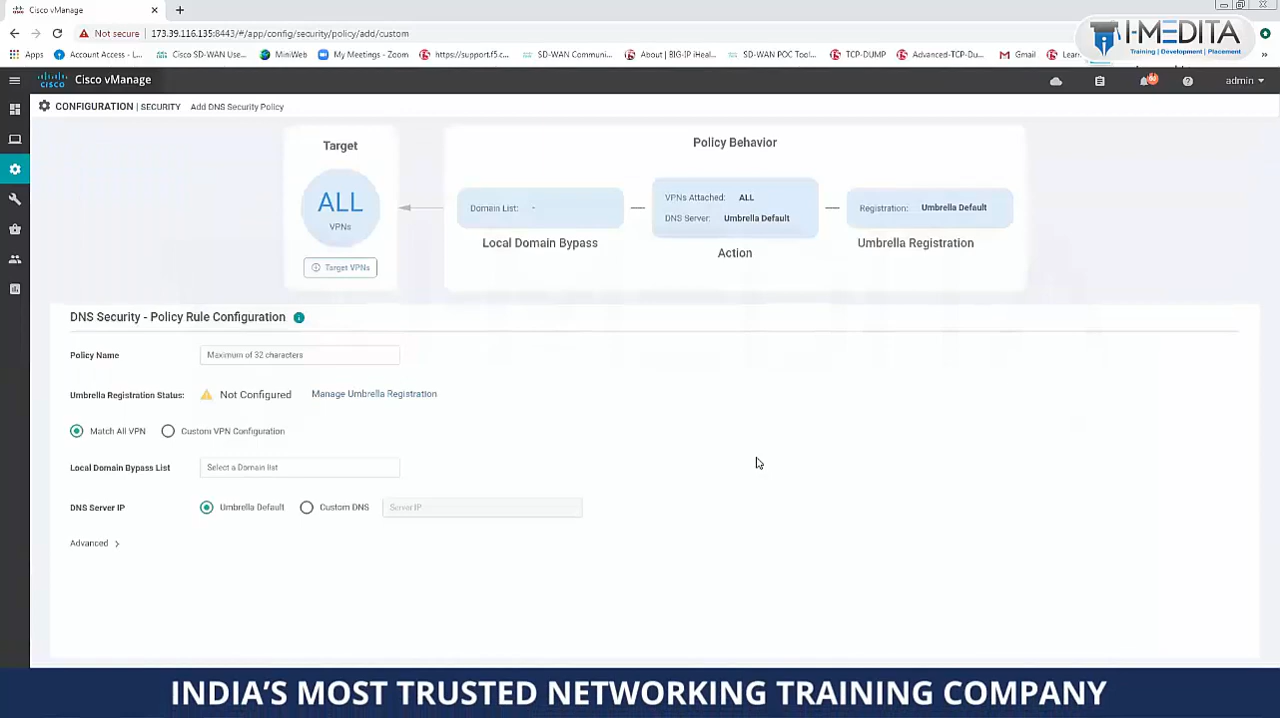 Cisco vManage
Not secure 173.39.116.135:8443/#/app/config/security/policy/add/custom
I-MEDITA
Training | Development | Placement
Apps Account Access - L... Cisco SD-WAN Use... MiniWeb My Meetings - Zoom https://support.f5.c... SD-WAN Communi... About | BIG-IP iHeal... SD-WAN POC Tool... TCP-DUMP Advanced-TCP-Du... Gmail Learn
cisco Cisco vManage admin
CONFIGURATION | SECURITY Add DNS Security Policy
Target
ALL
VPNs
Target VPNs
Policy Behavior
Domain List: -
Local Domain Bypass
VPNs Attached: ALL
DNS Server: Umbrella Default
Action
Registration: Umbrella Default
Umbrella Registration
DNS Security - Policy Rule Configuration
Policy Name Maximum of 32 characters
Umbrella Registration Status: Not Configured Manage Umbrella Registration
Match All VPN Custom VPN Configuration
Local Domain Bypass List Select a Domain list
DNS Server IP Umbrella Default Custom DNS Server IP
Advanced
INDIA'S MOST TRUSTED NETWORKING TRAINING COMPANY